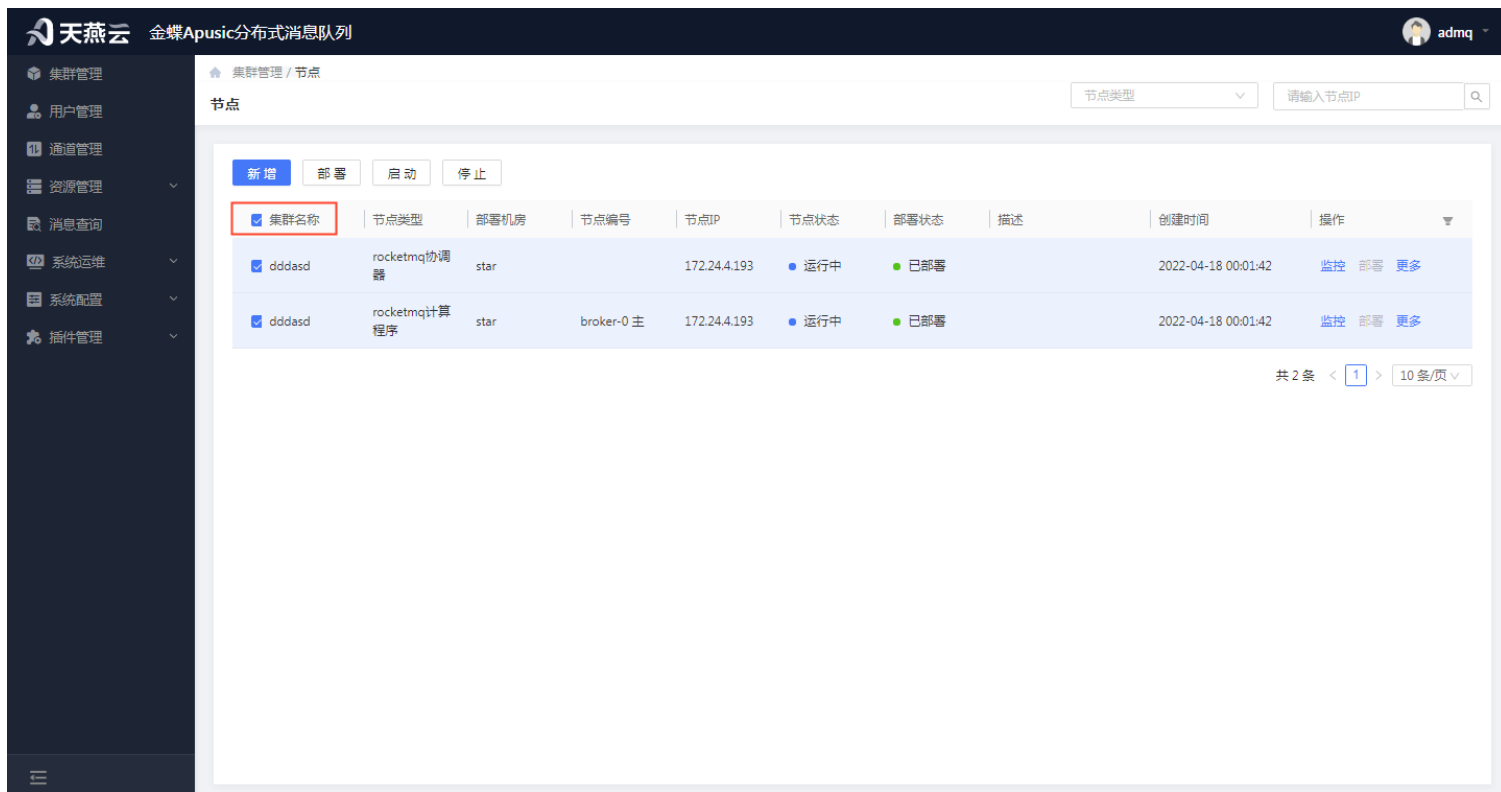 天燕云 金蝶Apusic分布式消息队列 admq
集群管理
用户管理
通道管理
资源管理
消息查询
系统运维
系统配置
插件管理
集群管理 / 节点
节点
节点类型 请输入节点IP
新增 部署 启动 停止
集群名称 节点类型 部署机房 节点编号 节点IP 节点状态 部署状态 描述 创建时间 操作
dddasd rocketmq协调器 star 172.24.4.193 运行中 已部署 2022-04-18 00:01:42 监控 部署 更多
dddasd rocketmq计算程序 star broker-0 主 172.24.4.193 运行中 已部署 2022-04-18 00:01:42 监控 部署 更多
共 2 条 < 1 > 10 条/页